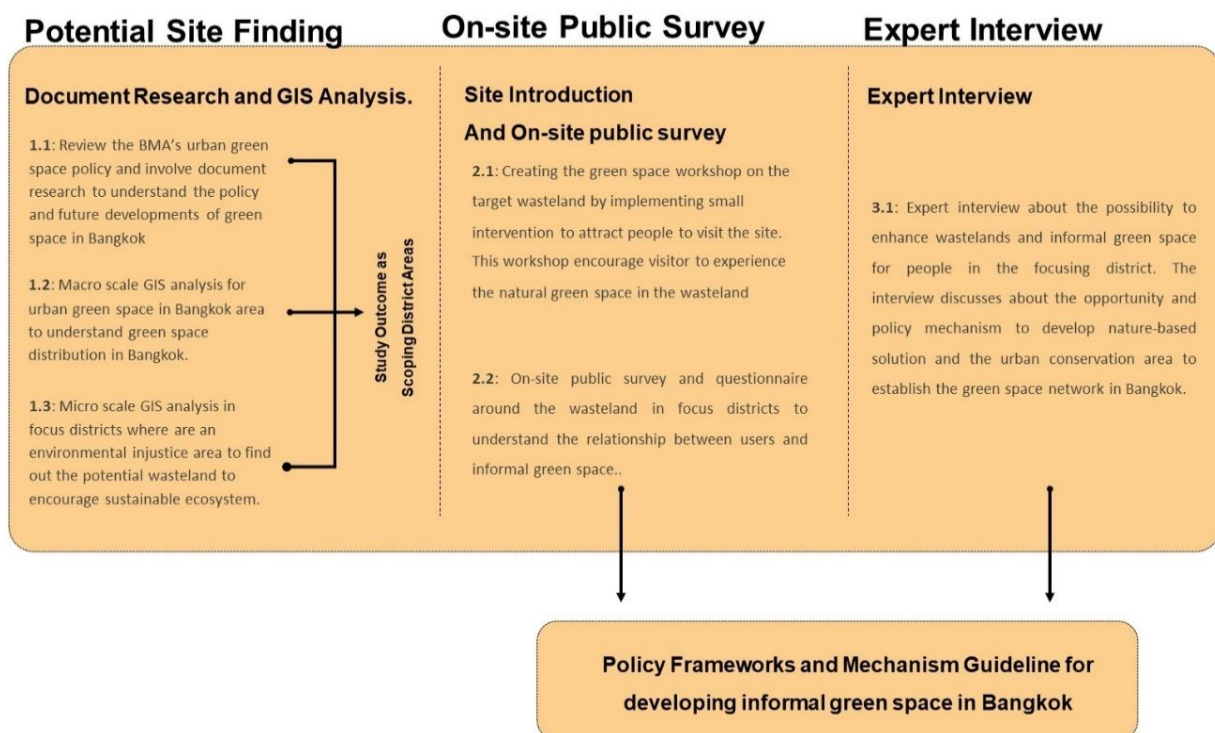 Potential Site Finding
On-site Public Survey
Expert Interview
Document Research and GIS Analysis.
1.1: Review the BMA's urban green
space policy and involve document
research to understand the policy
and future developments of green
space in Bangkok
1.2: Macro scale GIS analysis for
urban green space in Bangkok area
to understand green space
distribution in Bangkok.
1.3: Micro scale GIS analysis in
focus districts where are an
environmental injustice area to find
out the potential wasteland to
encourage sustainable ecosystem.
Study Outcome as
Scoping District Areas
Site Introduction
And On-site public survey
2.1: Creating the green space workshop on the
target wasteland by implementing small
intervention to attract people to visit the site.
This workshop encourage visitor to experience
the natural green space in the wasteland
2.2: On-site public survey and questionnaire
around the wasteland in focus districts to
understand the relationship between users and
informal green space..
Expert Interview
3.1: Expert interview about the possibility to
enhance wastelands and informal green space
for people in the focusing district. The
interview discusses about the opportunity and
policy mechanism to develop nature-based
solution and the urban conservation area to
establish the green space network in Bangkok.
Policy Frameworks and Mechanism Guideline for
developing informal green space in Bangkok